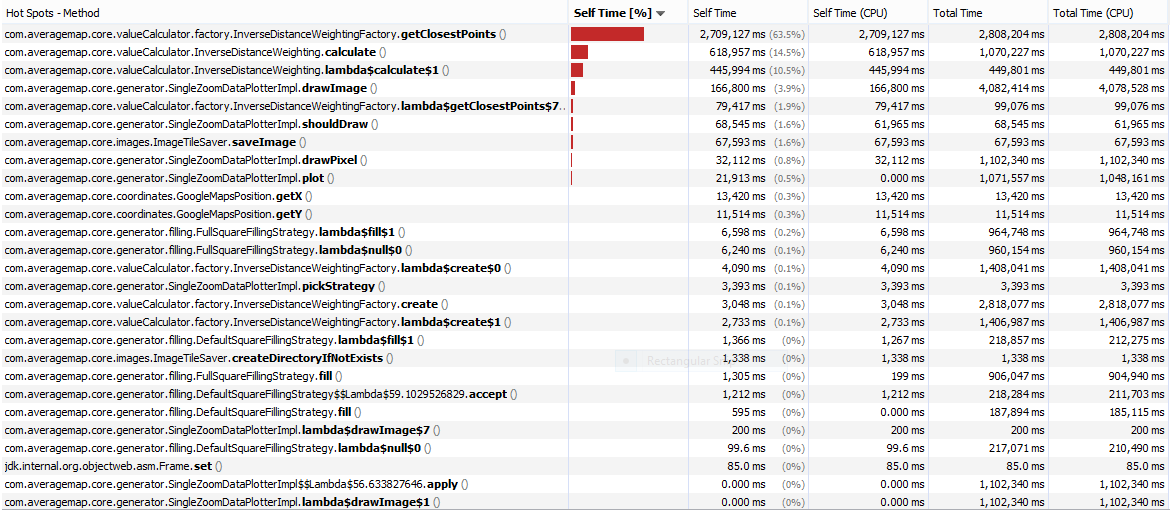 Hot Spots - Method Self Time [%] Self Time Self Time (CPU) Total Time Total Time (CPU)
com.averagemap.core.valueCalculator.factory.InverseDistanceWeightingFactory.getClosestPoints () 2,709,127 ms (63.5%) 2,709,127 ms 2,808,204 ms 2,808,204 ms
com.averagemap.core.valueCalculator.InverseDistanceWeighting.calculate () 618,957 ms (14.5%) 618,957 ms 1,070,227 ms 1,070,227 ms
com.averagemap.core.valueCalculator.InverseDistanceWeighting.lambda$calculate$1 () 445,994 ms (10.5%) 445,994 ms 449,801 ms 449,801 ms
com.averagemap.core.generator.SingleZoomDataPlotterImpl.drawImage () 166,800 ms (3.9%) 166,800 ms 4,082,414 ms 4,078,528 ms
com.averagemap.core.valueCalculator.factory.InverseDistanceWeightingFactory.lambda$getClosestPoints$7... 79,417 ms (1.9%) 79,417 ms 99,076 ms 99,076 ms
com.averagemap.core.generator.SingleZoomDataPlotterImpl.shouldDraw () 68,545 ms (1.6%) 61,965 ms 68,545 ms 61,965 ms
com.averagemap.core.images.ImageTileSaver.saveImage () 67,593 ms (1.6%) 67,593 ms 67,593 ms 67,593 ms
com.averagemap.core.generator.SingleZoomDataPlotterImpl.drawPixel () 32,112 ms (0.8%) 32,112 ms 1,102,340 ms 1,102,340 ms
com.averagemap.core.generator.SingleZoomDataPlotterImpl.plot () 21,913 ms (0.5%) 0.000 ms 1,071,557 ms 1,048,161 ms
com.averagemap.core.coordinates.GoogleMapsPosition.getX () 13,420 ms (0.3%) 13,420 ms 13,420 ms 13,420 ms
com.averagemap.core.coordinates.GoogleMapsPosition.getY () 11,514 ms (0.3%) 11,514 ms 11,514 ms 11,514 ms
com.averagemap.core.generator.filling.FullSquareFillingStrategy.lambda$fill$1 () 6,598 ms (0.2%) 6,598 ms 964,748 ms 964,748 ms
com.averagemap.core.generator.filling.FullSquareFillingStrategy.lambda$null$0 () 6,240 ms (0.1%) 6,240 ms 960,154 ms 960,154 ms
com.averagemap.core.valueCalculator.factory.InverseDistanceWeightingFactory.lambda$create$0 () 4,090 ms (0.1%) 4,090 ms 1,408,041 ms 1,408,041 ms
com.averagemap.core.generator.SingleZoomDataPlotterImpl.pickStrategy () 3,393 ms (0.1%) 3,393 ms 3,393 ms 3,393 ms
com.averagemap.core.valueCalculator.factory.InverseDistanceWeightingFactory.create () 3,048 ms (0.1%) 3,048 ms 2,818,077 ms 2,818,077 ms
com.averagemap.core.valueCalculator.factory.InverseDistanceWeightingFactory.lambda$create$1 () 2,733 ms (0.1%) 2,733 ms 1,406,987 ms 1,406,987 ms
com.averagemap.core.generator.filling.DefaultSquareFillingStrategy.lambda$fill$1 () 1,366 ms (0%) 1,267 ms 218,857 ms 212,275 ms
com.averagemap.core.images.ImageTileSaver.createDirectoryIfNotExists () Rectangular 1,338 ms (0%) 1,338 ms 1,338 ms 1,338 ms
com.averagemap.core.generator.filling.FullSquareFillingStrategy.fill () 1,305 ms (0%) 199 ms 906,047 ms 904,940 ms
com.averagemap.core.generator.filling.DefaultSquareFillingStrategy$$Lambda$59.1029526829.accept () 1,212 ms (0%) 1,212 ms 218,284 ms 211,703 ms
com.averagemap.core.generator.filling.DefaultSquareFillingStrategy.fill () 595 ms (0%) 0.000 ms 187,894 ms 185,115 ms
com.averagemap.core.generator.SingleZoomDataPlotterImpl.lambda$drawImage$7 () 200 ms (0%) 200 ms 200 ms 200 ms
com.averagemap.core.generator.filling.DefaultSquareFillingStrategy.lambda$null$0 () 99.6 ms (0%) 99.6 ms 217,071 ms 210,490 ms
jdk.internal.org.objectweb.asm.Frame.set () 85.0 ms (0%) 85.0 ms 85.0 ms 85.0 ms
com.averagemap.core.generator.SingleZoomDataPlotterImpl$$Lambda$56.633827646.apply () 0.000 ms (0%) 0.000 ms 1,102,340 ms 1,102,340 ms
com.averagemap.core.generator.SingleZoomDataPlotterImpl.lambda$drawImage$1 () 0.000 ms (0%) 0.000 ms 1,102,340 ms 1,102,340 ms